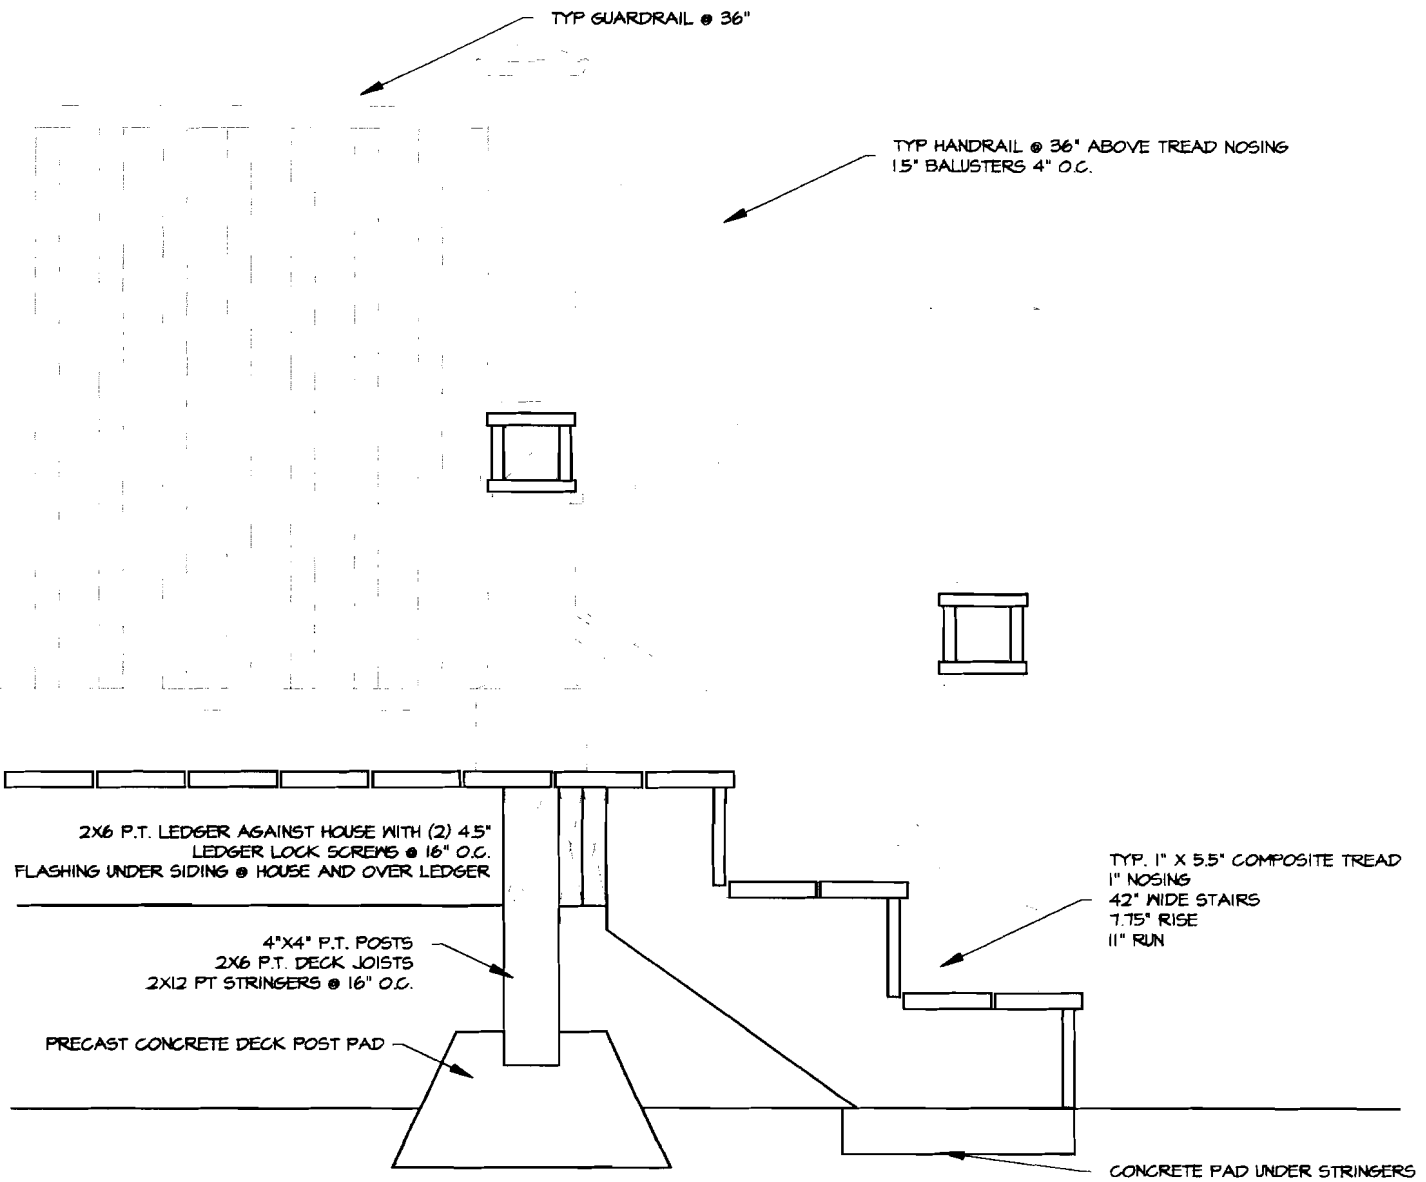 TYP GUARDRAIL @ 36"
TYP HANDRAIL @ 36" ABOVE TREAD NOSING
1.5" BALUSTERS 4" O.C.
2X6 P.T. LEDGER AGAINST HOUSE WITH (2) 4.5"
LEDGER LOCK SCREWS @ 16" O.C.
FLASHING UNDER SIDING @ HOUSE AND OVER LEDGER
TYP. 1" X 5.5" COMPOSITE TREAD
1" NOSING
42" WIDE STAIRS
7.75" RISE
11" RUN
4"X4" P.T. POSTS
2X6 P.T. DECK JOISTS
2X12 PT STRINGERS @ 16" O.C.
PRECAST CONCRETE DECK POST PAD
CONCRETE PAD UNDER STRINGERS